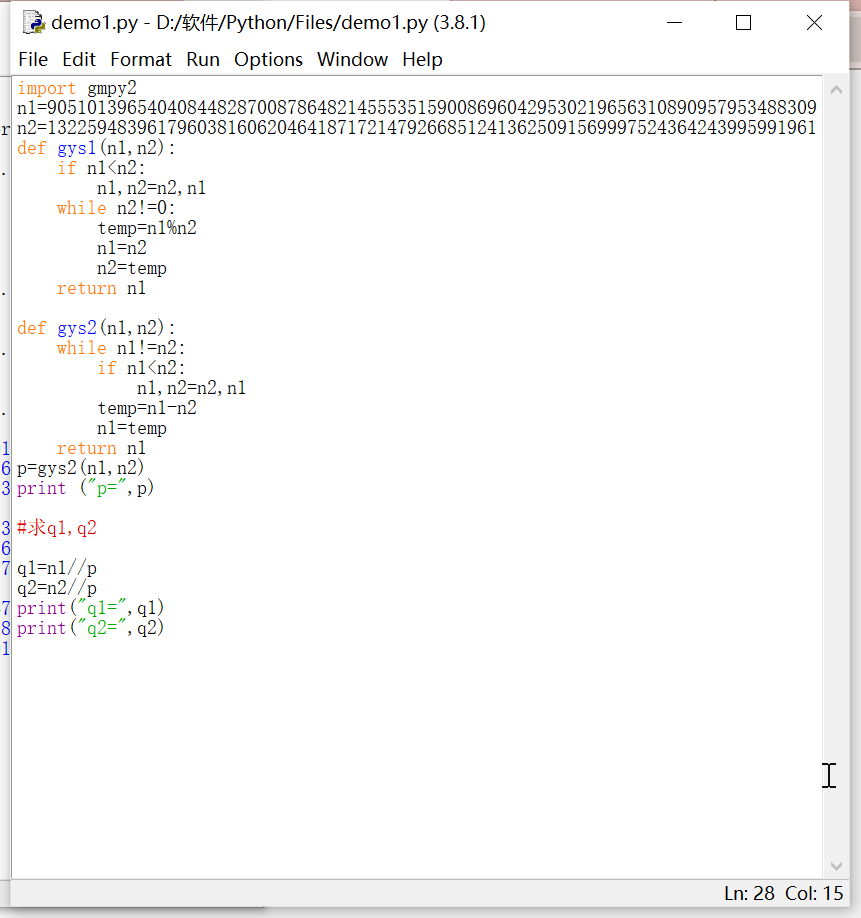 demo1.py - D:/软件/Python/Files/demo1.py (3.8.1)
File Edit Format Run Options Window Help
import gmpy2
n1=9051013965404084482870087864821455535159008696042953021965631089095795348830​9
n2=13225948396179603816062046418717214792668512413625091569997524364243995991961
def gys1(n1,n2):
    if n1<n2:
        n1,n2=n2,n1
    while n2!=0:
        temp=n1%n2
        n1=n2
        n2=temp
    return n1
def gys2(n1,n2):
    while n1!=n2:
        if n1<n2:
            n1,n2=n2,n1
        temp=n1-n2
        n1=temp
    return n1
p=gys2(n1,n2)
print ("p=",p)
#求q1,q2
q1=n1//p
q2=n2//p
print("q1=",q1)
print("q2=",q2)
Ln: 28 Col: 15